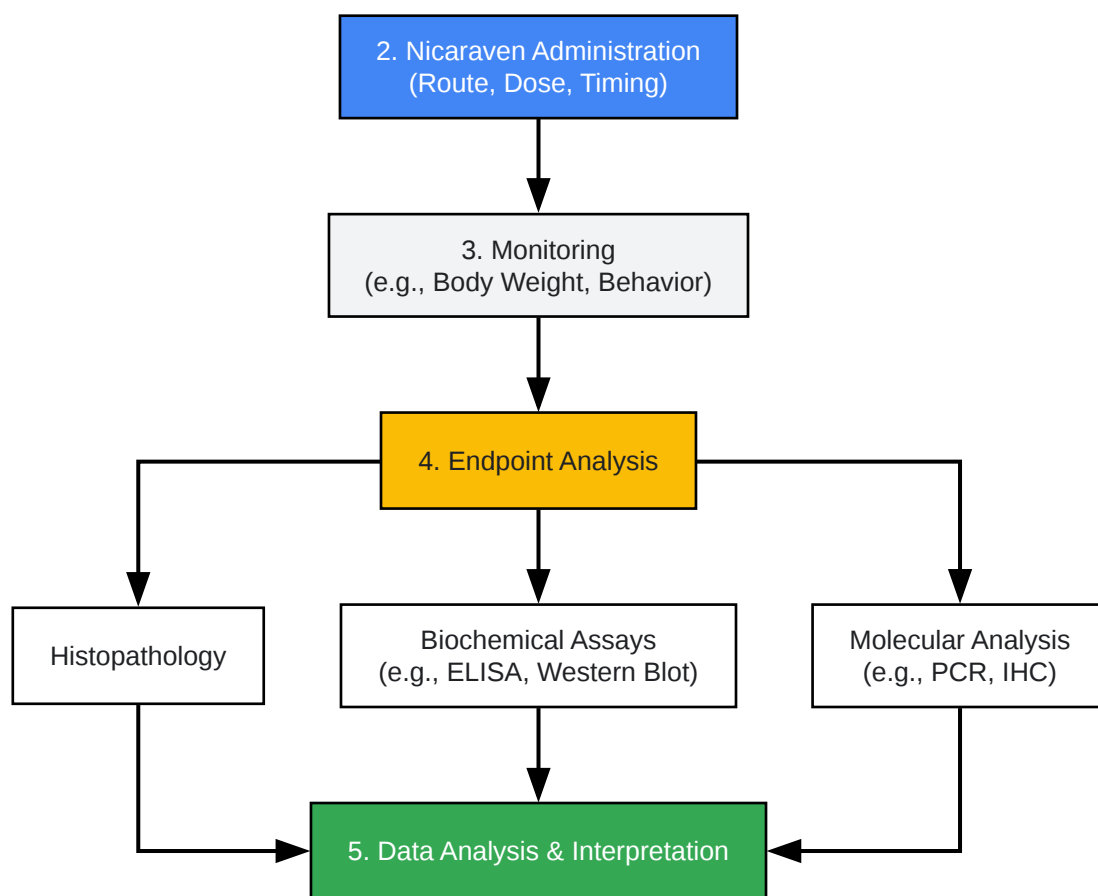 2. Nicaraven Administration
(Route, Dose, Timing)
3. Monitoring
(e.g., Body Weight, Behavior)
4. Endpoint Analysis
Histopathology
Biochemical Assays
(e.g., ELISA, Western Blot)
Molecular Analysis
(e.g., PCR, IHC)
5. Data Analysis & Interpretation